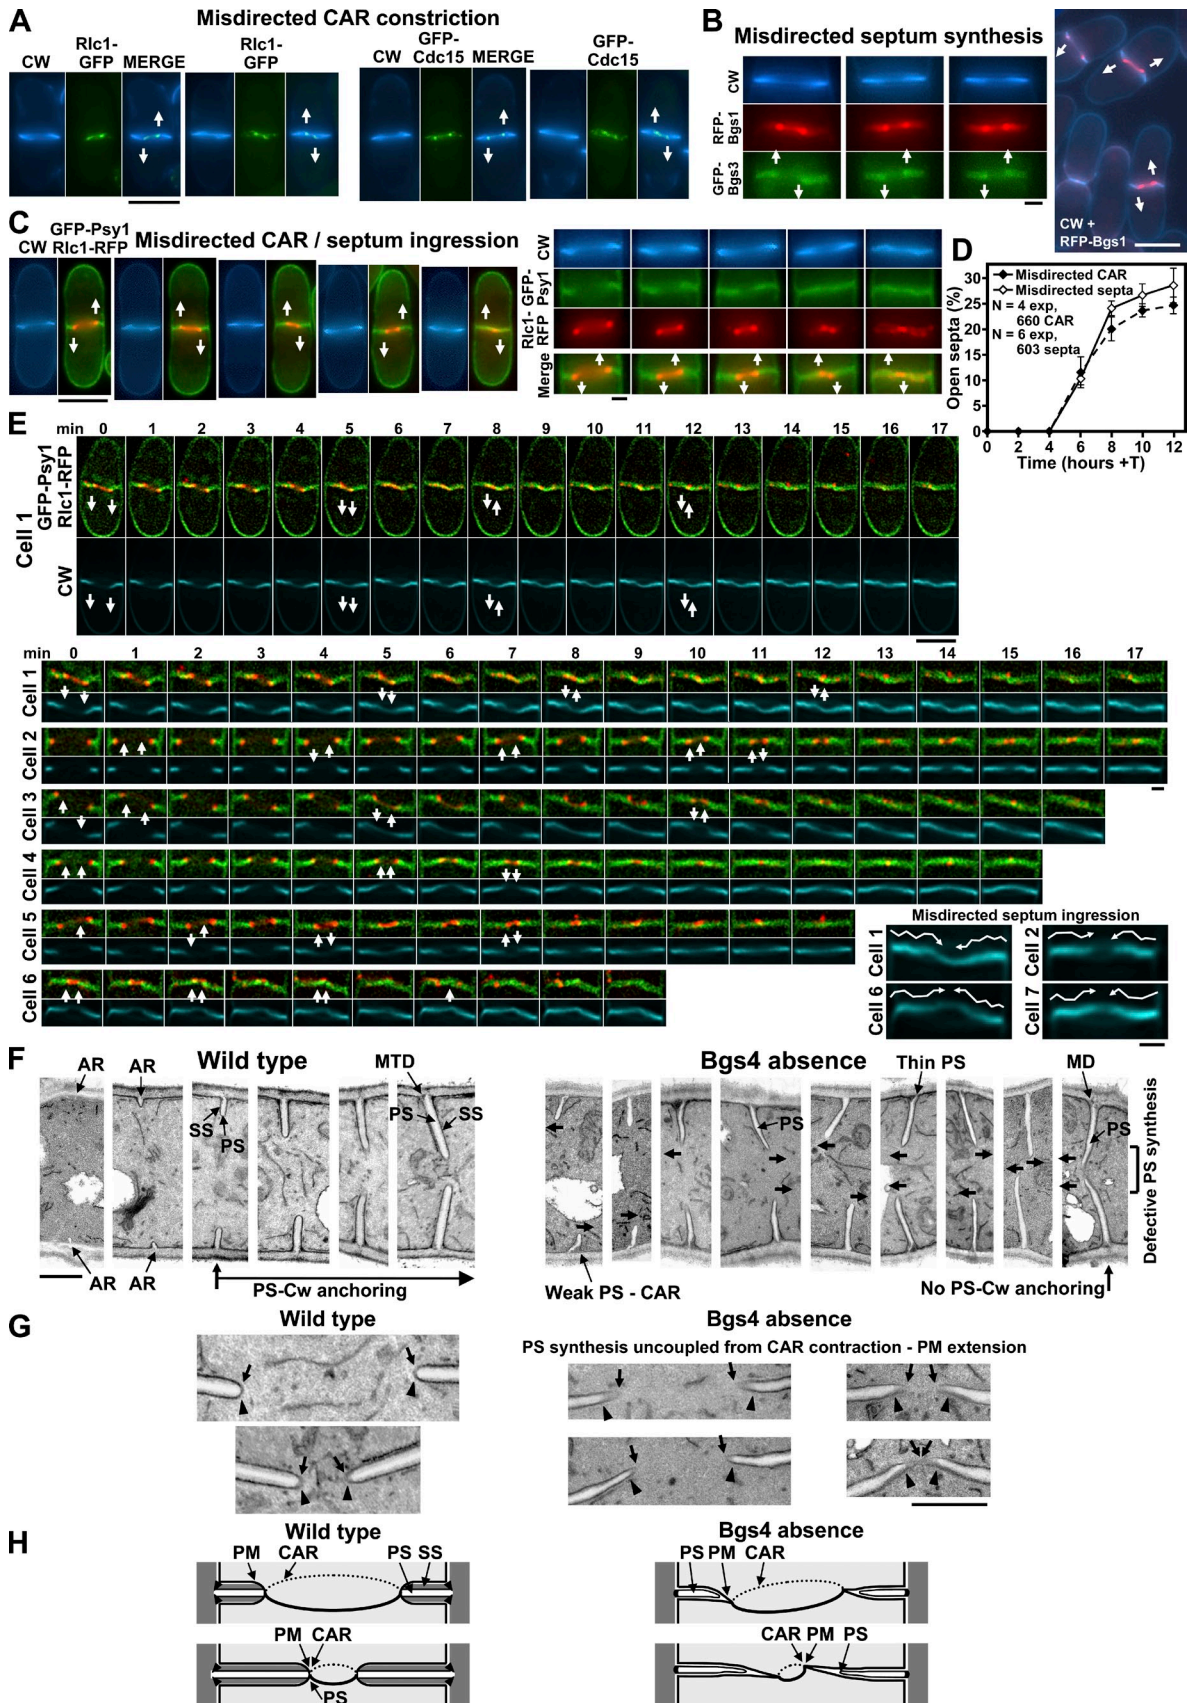 A
Misdirected CAR constriction
CW
Rlc1-
GFP
MERGE
Rlc1-
GFP
CW
GFP-
Cdc15
MERGE
GFP-
Cdc15
B
Misdirected septum synthesis
CW
RFP-
Bgs1
GFP-
Bgs3
CW +
RFP-Bgs1
C
CW
GFP-Psy1
Rlc1-RFP
Misdirected CAR / septum ingression
CW
GFP-
Psy1
Rlc1-
RFP
Merge
D
Open septa (%)
30
25
20
15
10
5
0
Misdirected CAR
Misdirected septa
N = 4 exp,
660 CAR
N = 6 exp,
603 septa
0 2 4 6 8 10 12
Time (hours +T)
E
min 0 1 2 3 4 5 6 7 8 9 10 11 12 13 14 15 16 17
Cell 1
GFP-Psy1
Rlc1-RFP
CW
min 0 1 2 3 4 5 6 7 8 9 10 11 12 13 14 15 16 17
Cell 1
Cell 2
Cell 3
Cell 4
Cell 5
Cell 6
Misdirected septum ingression
Cell 1
Cell 2
Cell 6
Cell 7
F
Wild type
AR
AR
MTD
SS
PS
PS
SS
AR
AR
PS-Cw anchoring
Bgs4 absence
Thin PS
MD
PS
PS
Defective PS synthesis
Weak PS - CAR
No PS-Cw anchoring
G
Wild type
Bgs4 absence
PS synthesis uncoupled from CAR contraction - PM extension
H
Wild type
PM CAR PS SS
PM CAR
PS
Bgs4 absence
PS PM CAR
CAR PM PS